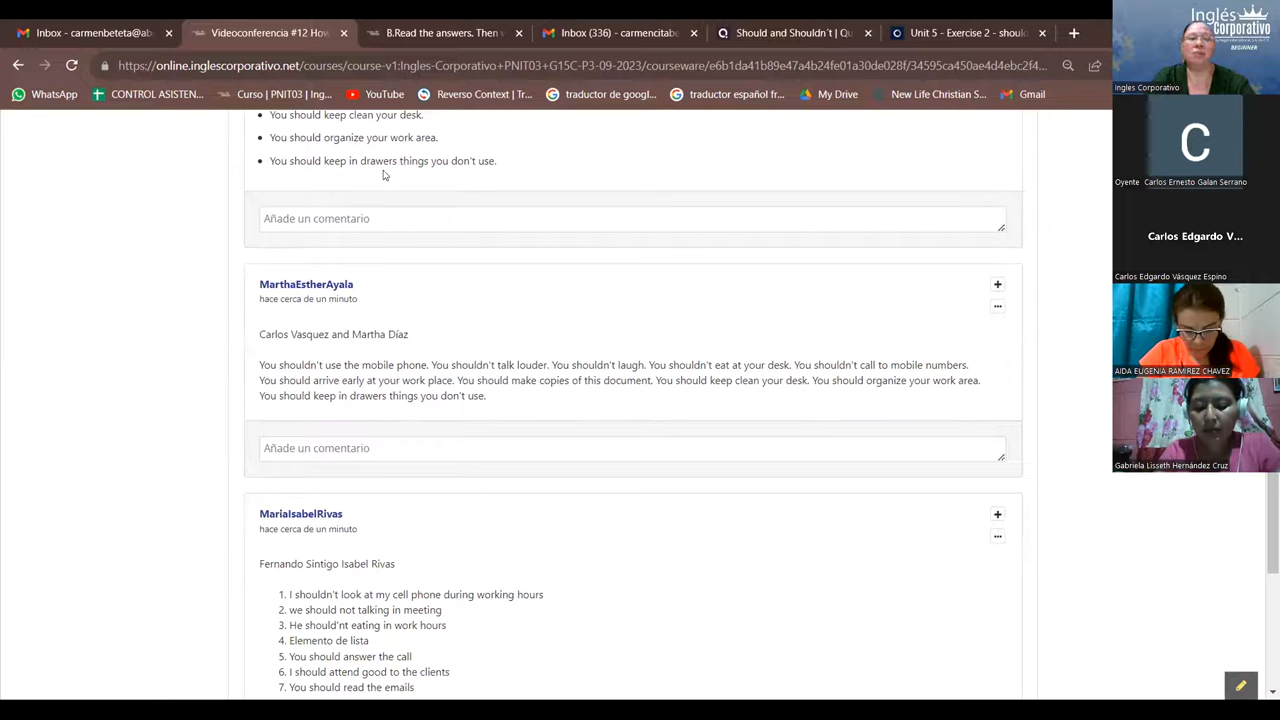 Inbox - carmenbeteta@ab
Videoconferencia #12 Hov
B.Read the answers. Then v
Inbox (336) - carmencitabe
Should and Shouldn´t | Qu
Unit 5 - Exercise 2 - shoul
https://online.inglescorporativo.net/courses/course-v1:Ingles-Corporativo+PNIT03+G15C-P3-09-2023/courseware/e6b1da41b89e47a4b24fe01a30de028f/34595ca450ae4d4ebc2f4...
WhatsApp
CONTROL ASISTEN...
Curso | PNIT03 | Ing...
YouTube
Reverso Context | Tr...
traductor de googl...
traductor español fr...
My Drive
New Life Christian S...
Gmail
You should keep clean your desk.
You should organize your work area.
You should keep in drawers things you don't use.
Añade un comentario
MarthaEstherAyala
hace cerca de un minuto
Carlos Vasquez and Martha Díaz
You shouldn't use the mobile phone. You shouldn't talk louder. You shouldn't laugh. You shouldn't eat at your desk. You shouldn't call to mobile numbers.
You should arrive early at your work place. You should make copies of this document. You should keep clean your desk. You should organize your work area.
You should keep in drawers things you don't use.
Añade un comentario
MariaIsabelRivas
hace cerca de un minuto
Fernando Sintigo Isabel Rivas
1. I shouldn't look at my cell phone during working hours
2. we should not talking in meeting
3. He should'nt eating in work hours
4. Elemento de lista
5. You should answer the call
6. I should attend good to the clients
7. You should read the emails
Inglés
Corporativo
BEGINNER
Ingles Corporativo
C
Oyente Carlos Ernesto Galan Serrano
Carlos Edgardo V...
Carlos Edgardo Vásquez Espino
AIDA EUGENIA RAMIREZ CHAVEZ
Gabriela Lisseth Hernández Cruz